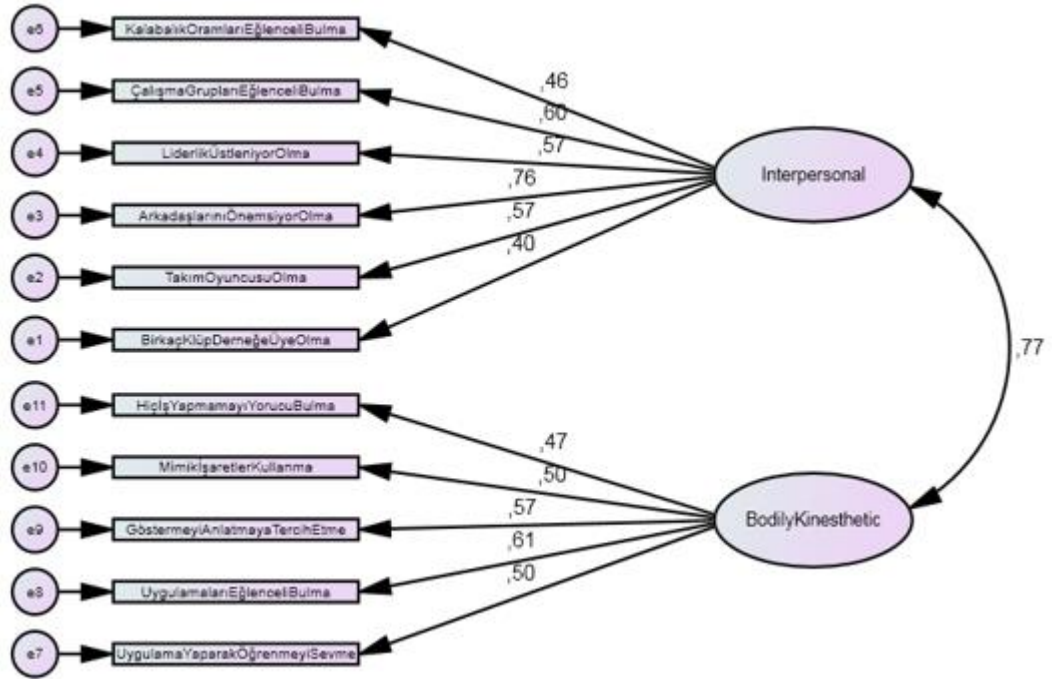 e6
KalabalıkOramlarıEğlenceliBulma
,46
e5
ÇalışmaGruplarıEğlenceliBulma
,60
e4
LiderlikÜstleniyorOlma
,57
Interpersonal
e3
ArkadaşlarınıÖnemsiyorOlma
,76
e2
TakımOyuncusuOlma
,57
e1
BirkaçKlüpDerneğeÜyeOlma
,40
,77
e11
HiçİşYapmamayıYorucuBulma
,47
e10
MimikİşaretlerKullanma
,50
e9
GöstermeyiAnlatmayaTercihEtme
,57
BodilyKinesthetic
e8
UygulamalarıEğlenceliBulma
,61
e7
UygulamaYaparakÖğrenmeyiSevme
,50